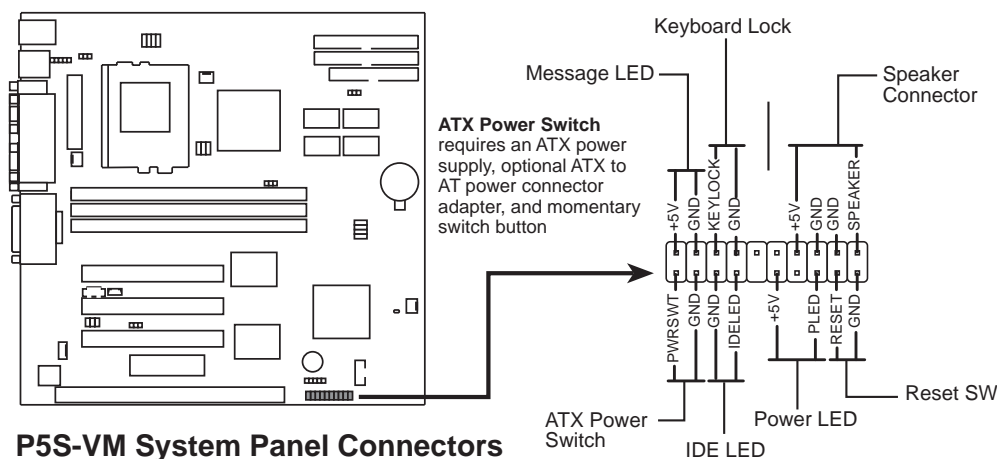 Keyboard Lock
Message LED
Speaker
Connector
ATX Power Switch
requires an ATX power
supply, optional ATX to
AT power connector
adapter, and momentary
switch button
+5V
GND
KEYLOCK
GND
+5V
GND
GND
SPEAKER
PWRSWT
GND
GND
IDELED
+5V
PLED
RESET
GND
ATX Power
Switch
IDE LED
Power LED
Reset SW
P5S-VM System Panel Connectors